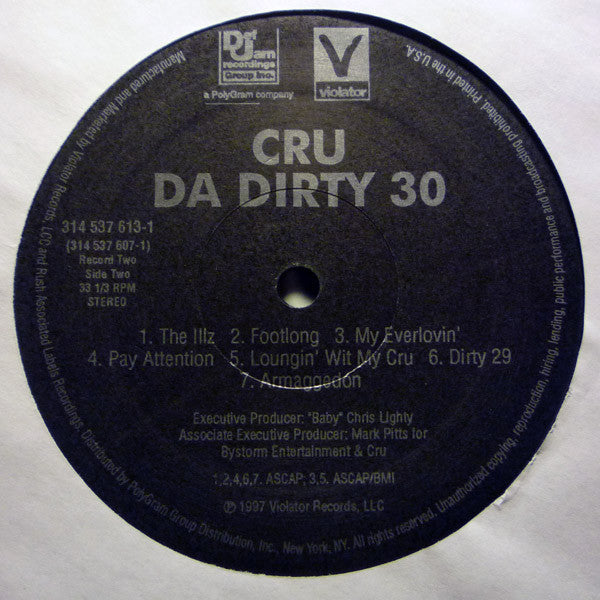 Def Jam
recordings
Group Inc.
a PolyGram company
V
violator
CRU
DA DIRTY 30
314 537 613-1
(314 537 607-1)
Record Two
Side Two
33 1/3 RPM
STEREO
1. The Illz 2. Footlong 3. My Everlovin'
4. Pay Attention 5. Loungin' Wit My Cru 6. Dirty 29
7. Armaggedon
Executive Producer: "Baby" Chris Lighty
Associate Executive Producer: Mark Pitts for
Bystorm Entertainment & Cru
1,2,4,6,7. ASCAP; 3,5. ASCAP/BMI
℗ © 1997 Violator Records, LLC
Manufactured and Marketed by Violator Records, LCC and Rush Associated Labels Recordings. Distributed by PolyGram Group Distribution, Inc., New York, NY. All rights reserved. Unauthorized copying, reproduction, hiring, lending, public performance and broadcasting prohibited. Printed in the U.S.A.